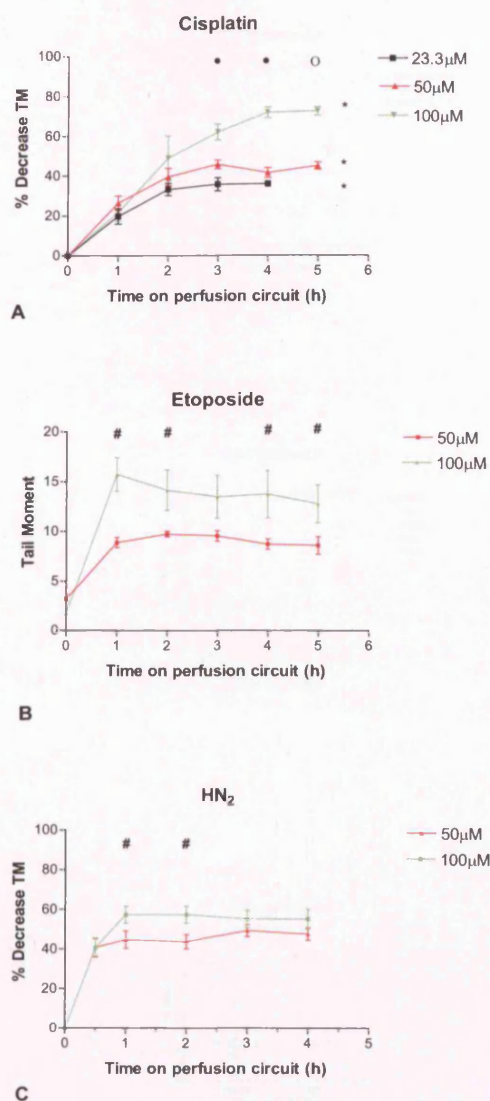 Cisplatin
● ● O
23.3µM
50µM
100µM
% Decrease TM
100
80
60
40
20
0
*
*
*
0 1 2 3 4 5 6
Time on perfusion circuit (h)
A
Etoposide
# # # #
50µM
100µM
Tail Moment
20
15
10
5
0
0 1 2 3 4 5 6
Time on perfusion circuit (h)
B
HN₂
# #
50µM
100µM
% Decrease TM
100
80
60
40
20
0
0 1 2 3 4 5
Time on perfusion circuit (h)
C